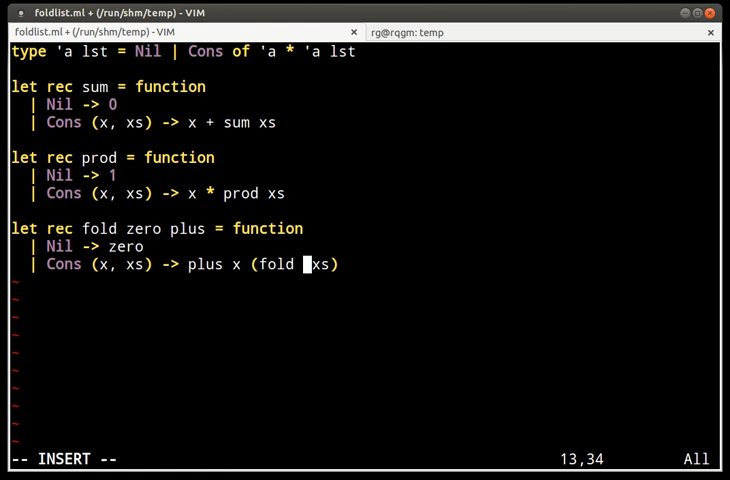 foldlist.ml + (/run/shm/temp) - VIM
foldlist.ml + (/run/shm/temp) - VIM × rg@rqgm: temp ×
type 'a lst = Nil | Cons of 'a * 'a lst
let rec sum = function
| Nil -> 0
| Cons (x, xs) -> x + sum xs
let rec prod = function
| Nil -> 1
| Cons (x, xs) -> x * prod xs
let rec fold zero plus = function
| Nil -> zero
| Cons (x, xs) -> plus x (fold xs)
~
~
~
~
~
~
~
~
~
~
-- INSERT -- 13,34 All